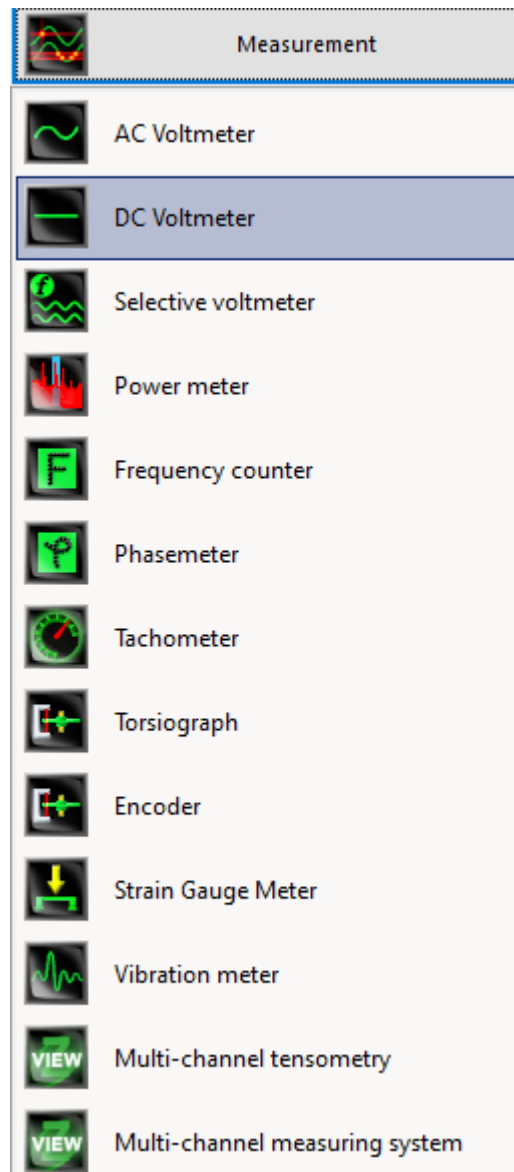 Measurement
AC Voltmeter
DC Voltmeter
f
Selective voltmeter
Power meter
F
Frequency counter
φ
Phasemeter
Tachometer
Torsiograph
Encoder
Strain Gauge Meter
Vibration meter
VIEW
Multi-channel tensometry
VIEW
Multi-channel measuring system